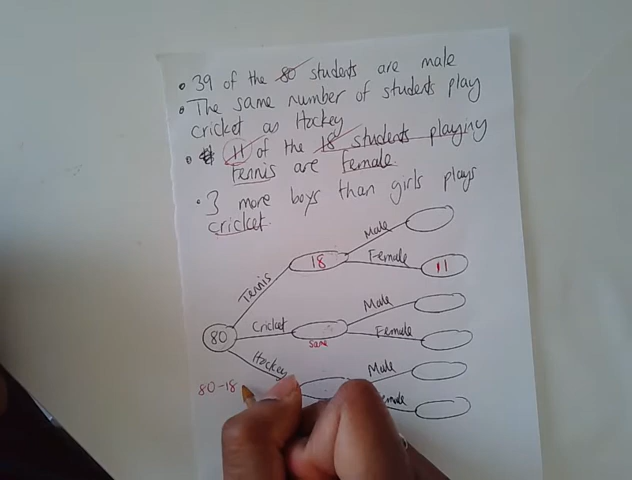 • 39 of the 80 students are male
• The same number of students play
cricket as Hockey
• 11 of the 18 students playing
tennis are female.
• 3 more boys than girls plays
cricket.
Male
Tennis
18
Female
11
Male
80
Cricket
same
Female
Hockey
Male
80-18